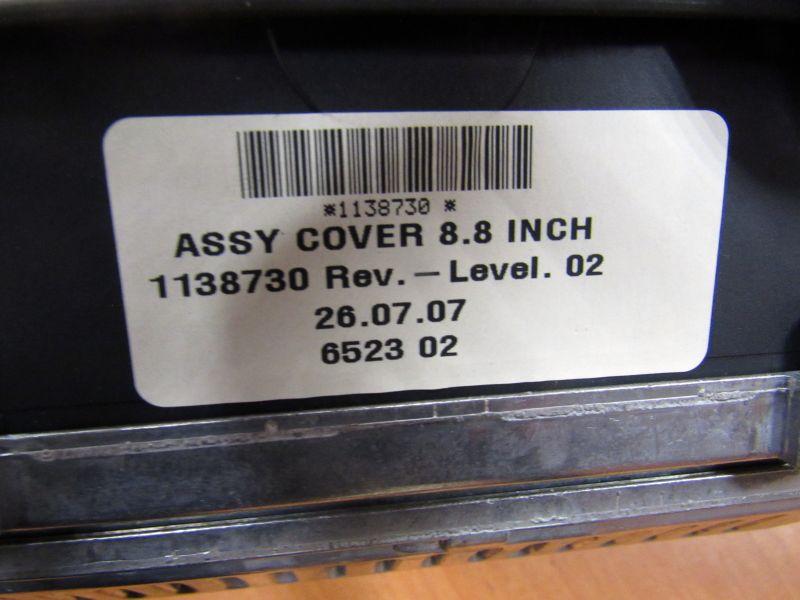 *1138730 *
ASSY COVER 8.8 INCH
1138730 Rev. – Level. 02
26.07.07
6523 02